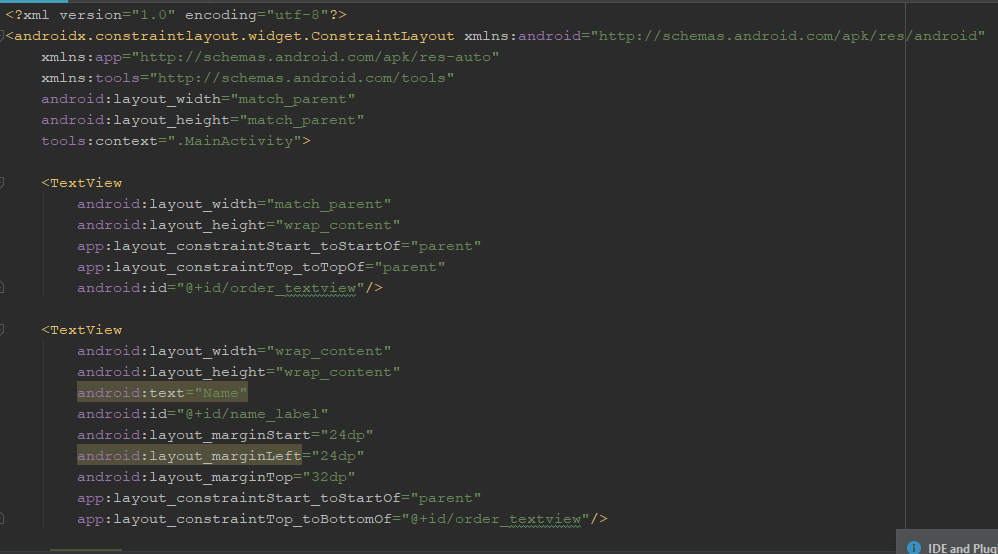 <?xml version="1.0" encoding="utf-8"?>
<androidx.constraintlayout.widget.ConstraintLayout xmlns:android="http://schemas.android.com/apk/res/android"
    xmlns:app="http://schemas.android.com/apk/res-auto"
    xmlns:tools="http://schemas.android.com/tools"
    android:layout_width="match_parent"
    android:layout_height="match_parent"
    tools:context=".MainActivity">

    <TextView
        android:layout_width="match_parent"
        android:layout_height="wrap_content"
        app:layout_constraintStart_toStartOf="parent"
        app:layout_constraintTop_toTopOf="parent"
        android:id="@+id/order_textview"/>

    <TextView
        android:layout_width="wrap_content"
        android:layout_height="wrap_content"
        android:text="Name"
        android:id="@+id/name_label"
        android:layout_marginStart="24dp"
        android:layout_marginLeft="24dp"
        android:layout_marginTop="32dp"
        app:layout_constraintStart_toStartOf="parent"
        app:layout_constraintTop_toBottomOf="@+id/order_textview"/>
IDE and Plug